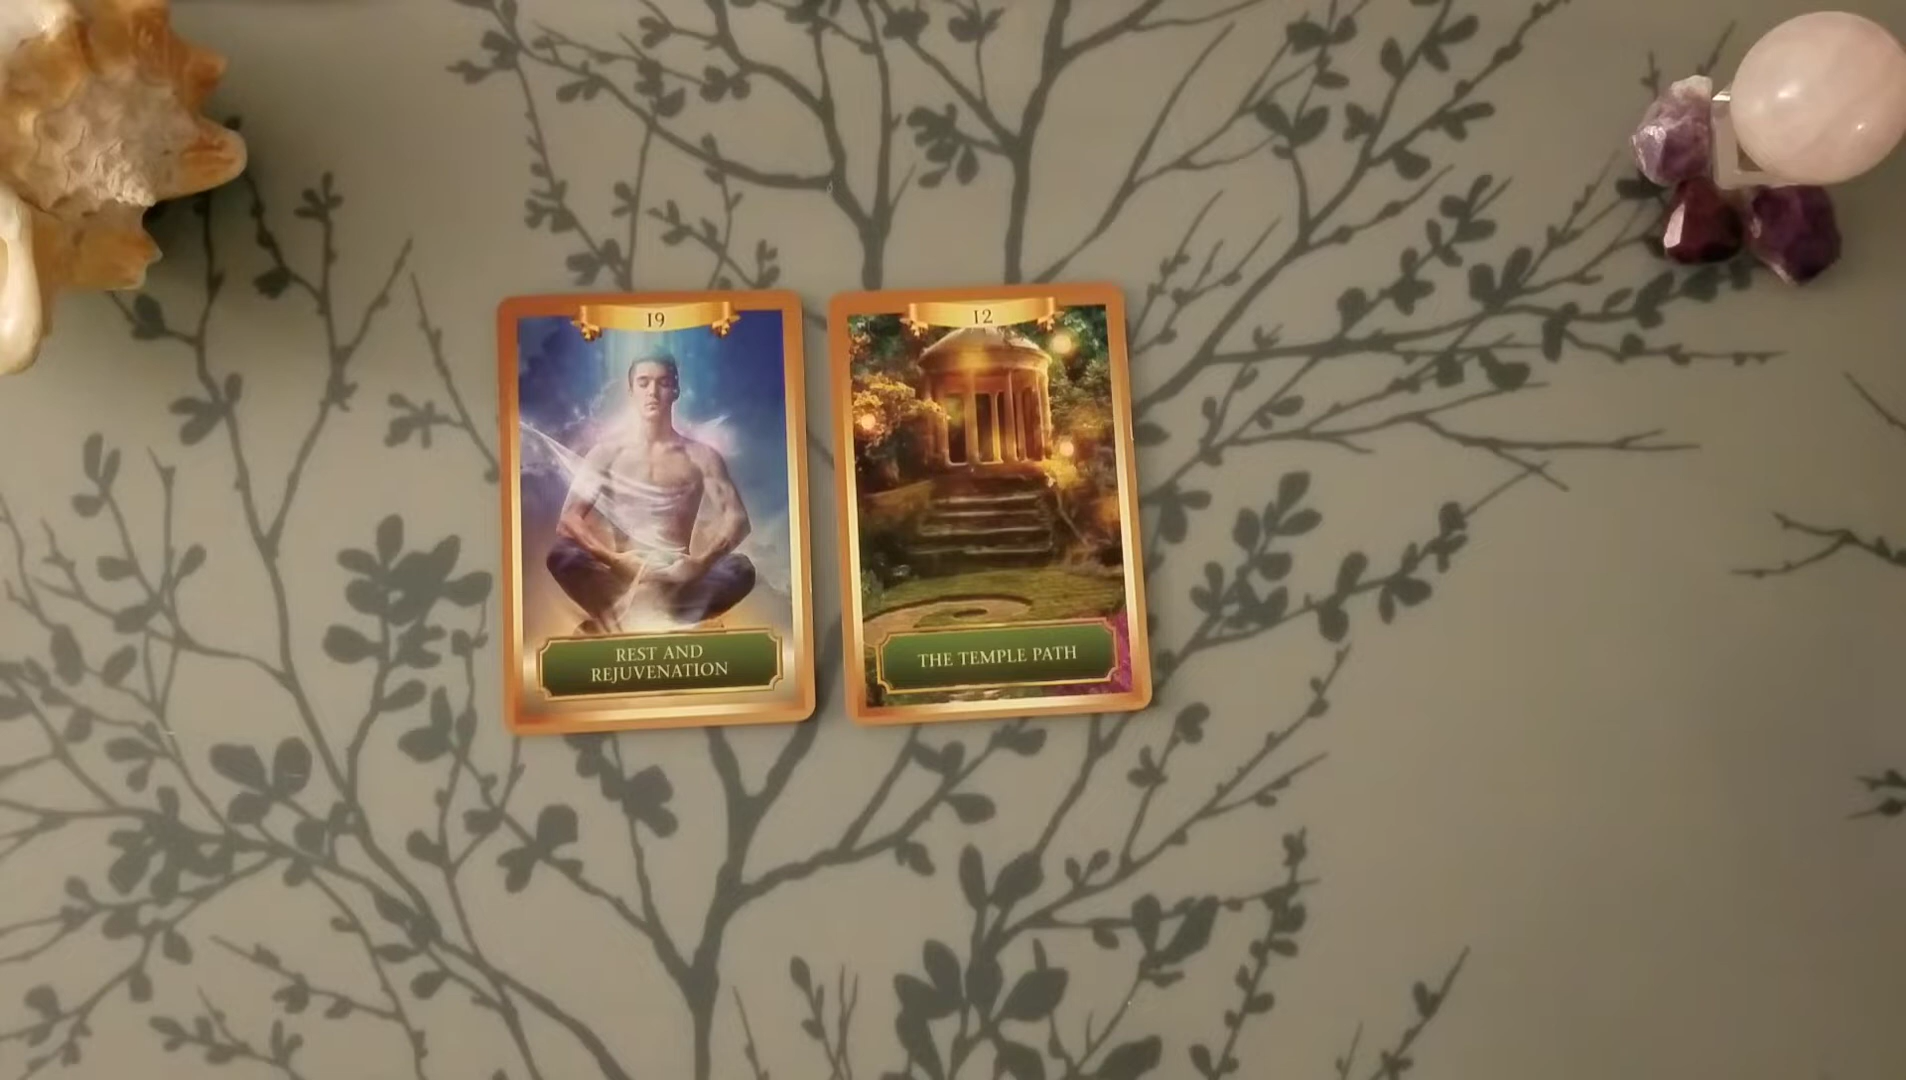 19
REST AND
REJUVENATION
12
THE TEMPLE PATH